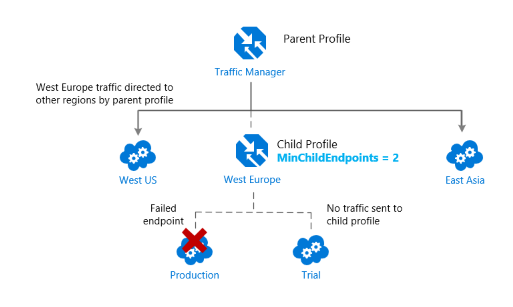 Parent Profile
Traffic Manager
West Europe traffic directed to
other regions by parent profile
Child Profile
MinChildEndpoints = 2
West US
West Europe
East Asia
Failed
endpoint
No traffic sent to
child profile
Production
Trial